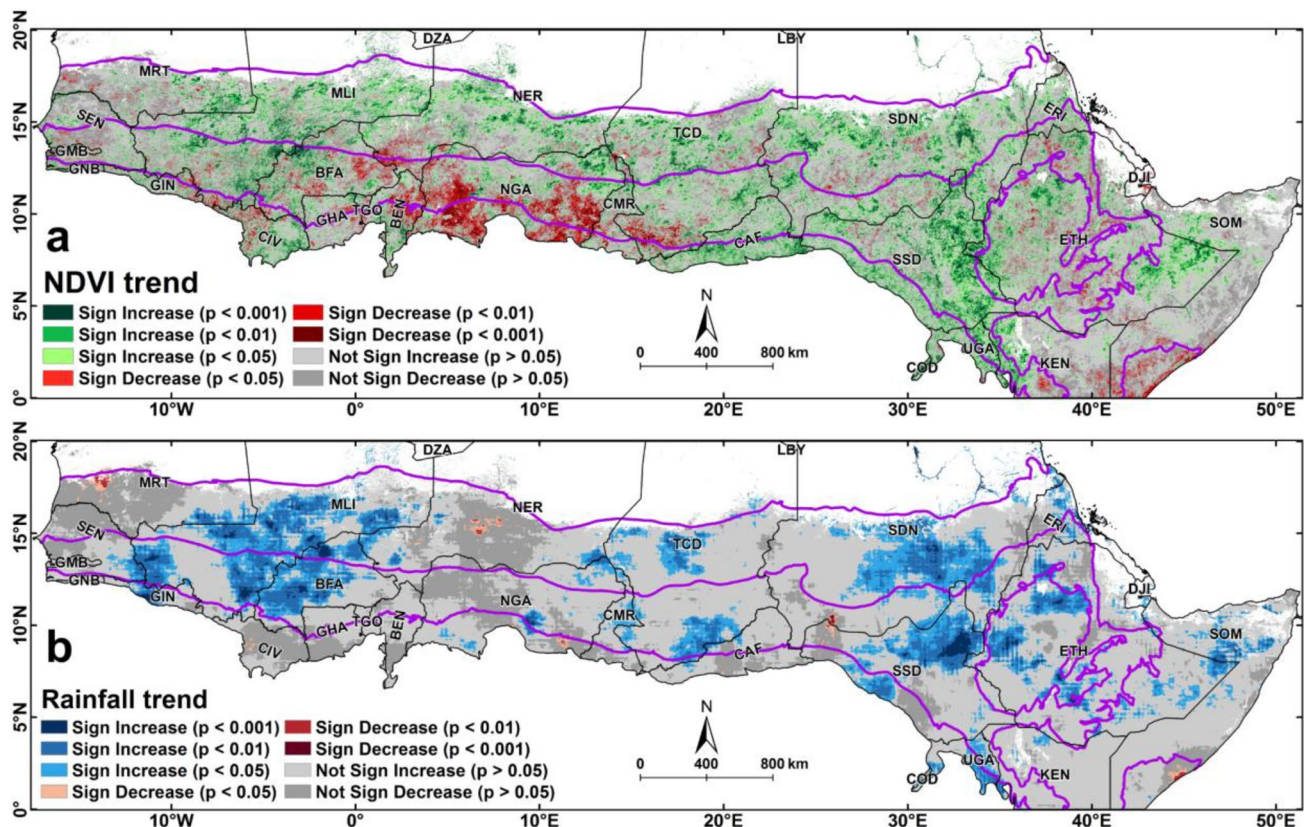 20°N
15°N
10°N
5°N
0°
DZA
LBY
MRT
MLI
NER
SEN
TCD
SDN
ERI
GMB
GNB
GIN
BFA
NGA
CMR
DJI
CIV
GHA
TGO
BEN
CAF
SSD
ETH
SOM
UGA
KEN
COD
a
NDVI trend
Sign Increase (p < 0.001)
Sign Increase (p < 0.01)
Sign Increase (p < 0.05)
Sign Decrease (p < 0.05)
Sign Decrease (p < 0.01)
Sign Decrease (p < 0.001)
Not Sign Increase (p > 0.05)
Not Sign Decrease (p > 0.05)
N
0 400 800 km
10°W 0° 10°E 20°E 30°E 40°E 50°E
20°N
15°N
10°N
5°N
0°
DZA
LBY
MRT
MLI
NER
SEN
TCD
SDN
ERI
GMB
GNB
GIN
BFA
NGA
CMR
DJI
CIV
GHA
TGO
BEN
CAF
SSD
ETH
SOM
UGA
KEN
COD
b
Rainfall trend
Sign Increase (p < 0.001)
Sign Increase (p < 0.01)
Sign Increase (p < 0.05)
Sign Decrease (p < 0.05)
Sign Decrease (p < 0.01)
Sign Decrease (p < 0.001)
Not Sign Increase (p > 0.05)
Not Sign Decrease (p > 0.05)
N
0 400 800 km
10°W 0° 10°E 20°E 30°E 40°E 50°E